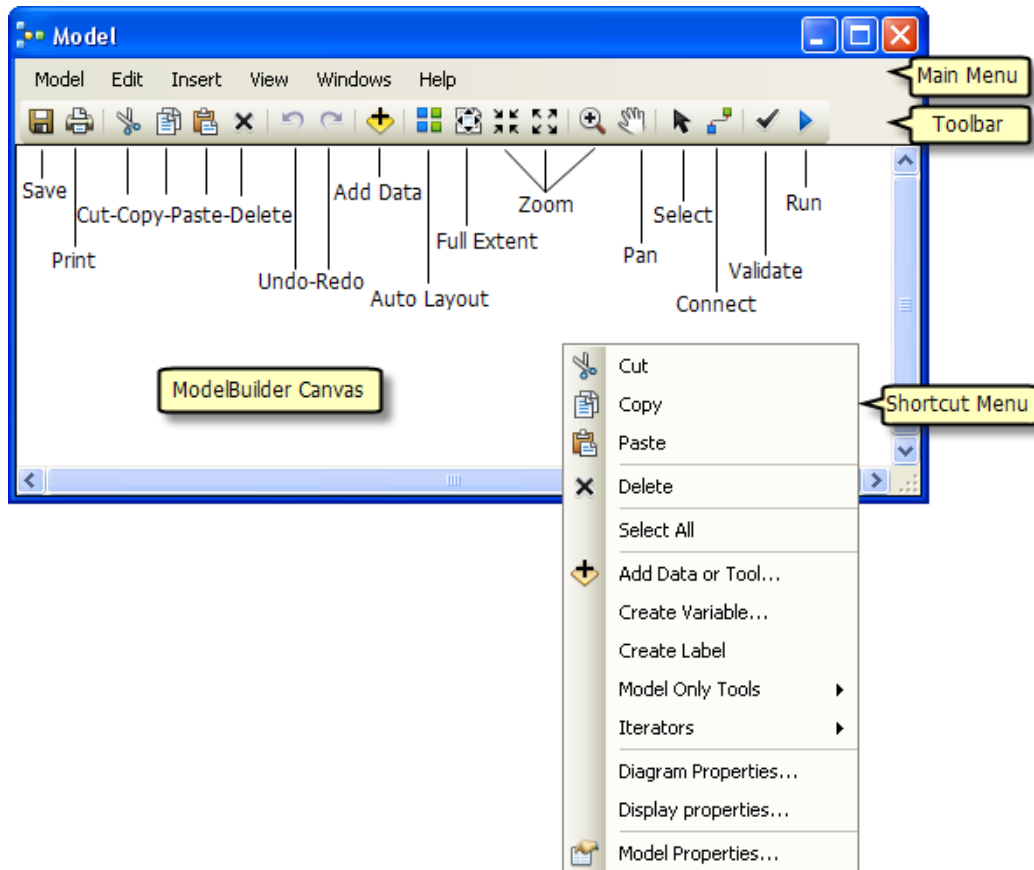 Model
Model Edit Insert View Windows Help
Main Menu
Toolbar
Save
Cut-Copy-Paste-Delete
Add Data
Zoom
Select
Run
Print
Undo-Redo
Auto Layout
Full Extent
Pan
Validate
Connect
ModelBuilder Canvas
Shortcut Menu
Cut
Copy
Paste
Delete
Select All
Add Data or Tool...
Create Variable...
Create Label
Model Only Tools
Iterators
Diagram Properties...
Display properties...
Model Properties...